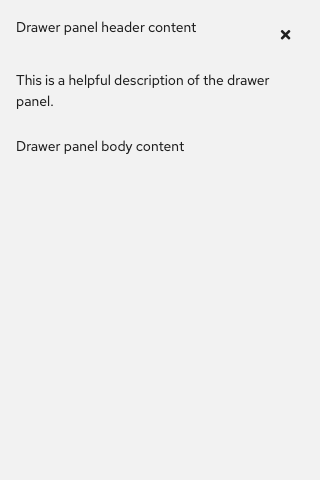 Drawer panel header content
This is a helpful description of the drawer
panel.
Drawer panel body content